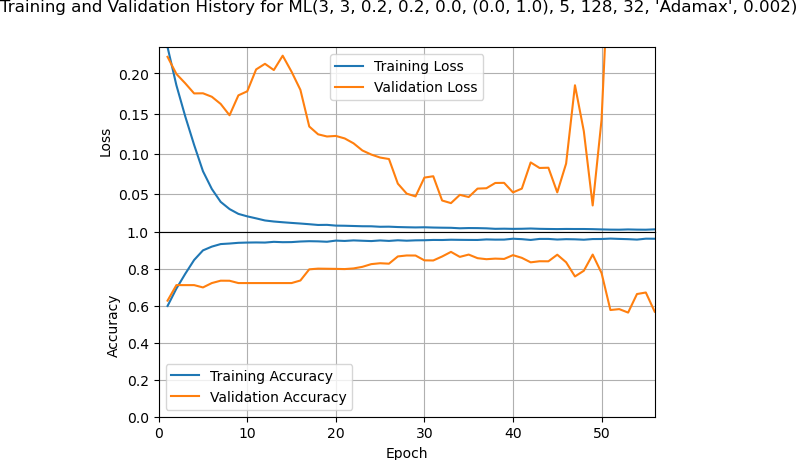 Training and Validation History for ML(3, 3, 0.2, 0.2, 0.0, (0.0, 1.0), 5, 128, 32, 'Adamax', 0.002)
Training Loss
Validation Loss
Loss
0.20
0.15
0.10
0.05
1.0
0.8
0.6
0.4
0.2
0.0
Accuracy
Training Accuracy
Validation Accuracy
0 10 20 30 40 50
Epoch